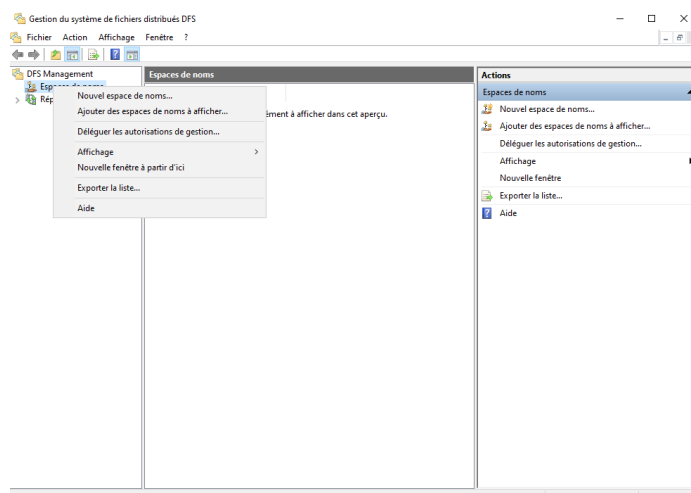 Gestion du système de fichiers distribués DFS
Fichier Action Affichage Fenêtre ?
DFS Management
Espaces de noms
Rép
Nouvel espace de noms...
Ajouter des espaces de noms à afficher...
Déléguer les autorisations de gestion...
Affichage
Nouvelle fenêtre à partir d'ici
Exporter la liste...
Aide
Espaces de noms
ément à afficher dans cet aperçu.
Actions
Espaces de noms
Nouvel espace de noms...
Ajouter des espaces de noms à afficher...
Déléguer les autorisations de gestion...
Affichage
Nouvelle fenêtre
Exporter la liste...
Aide